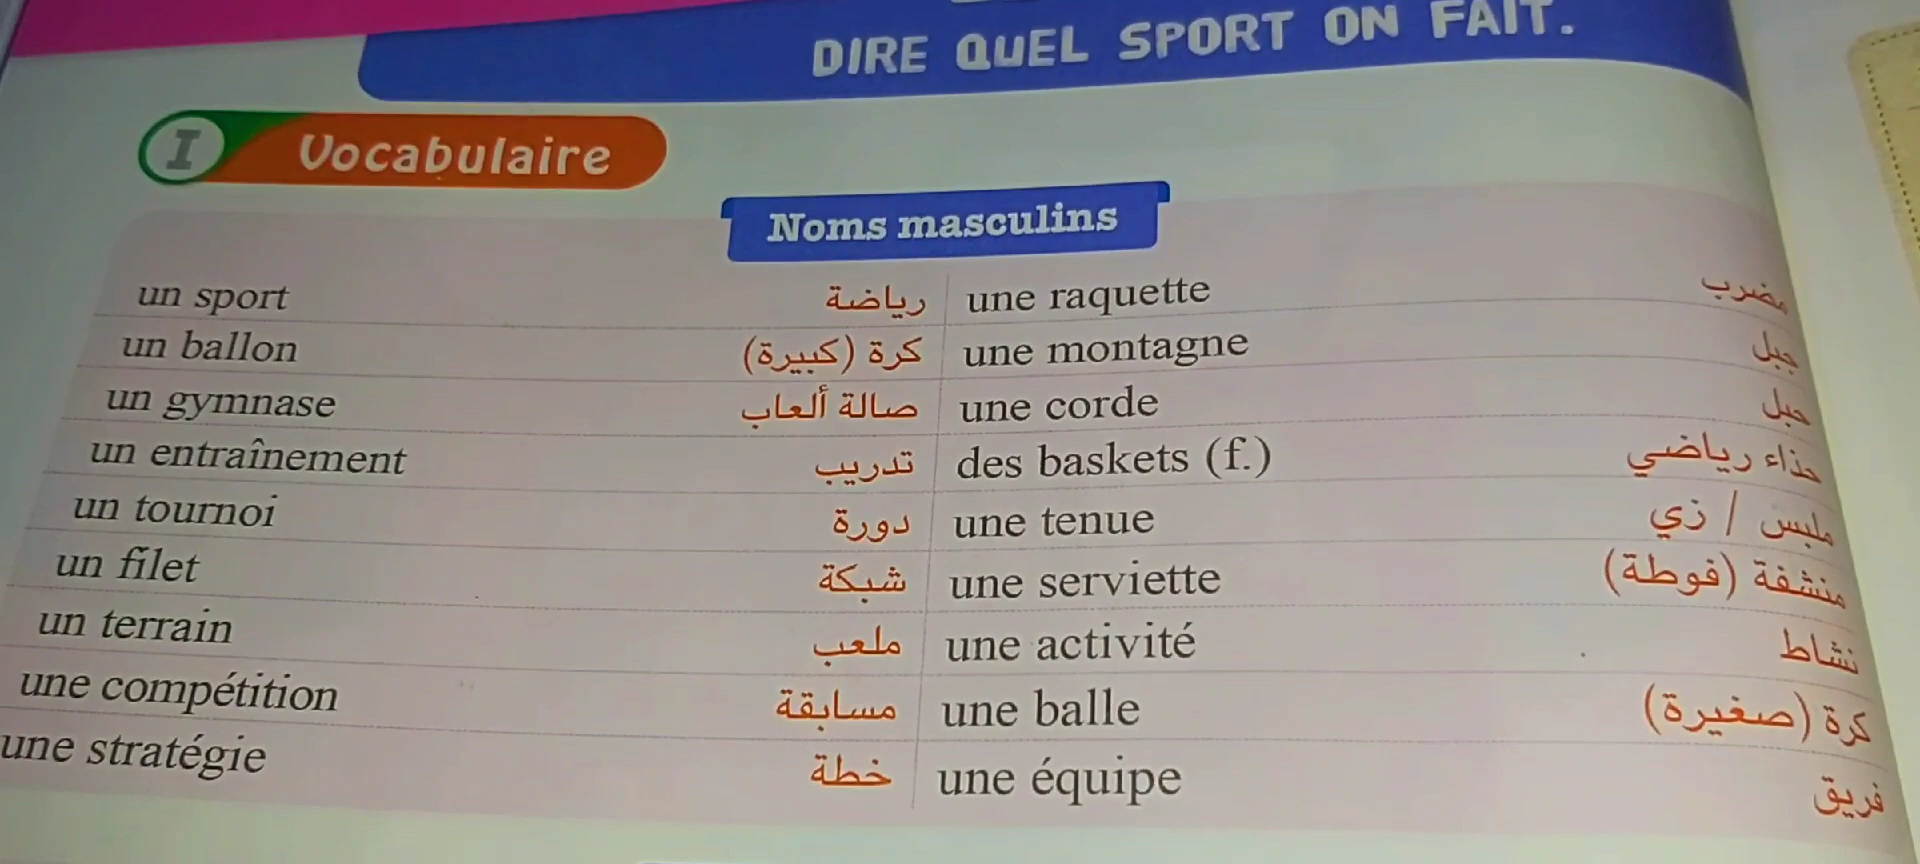 DIRE QUEL SPORT ON FAIT.
I Vocabulaire
Noms masculins
un sport رياضة une raquette مضرب
un ballon كرة (كبيرة) une montagne جبل
un gymnase صالة ألعاب une corde حبل
un entraînement تدريب des baskets (f.) حذاء رياضي
un tournoi دورة une tenue ملبس / زي
un filet شبكة une serviette منشفة (فوطة)
un terrain ملعب une activité نشاط
une compétition مسابقة une balle كرة (صغيرة)
une stratégie خطة une équipe فريق